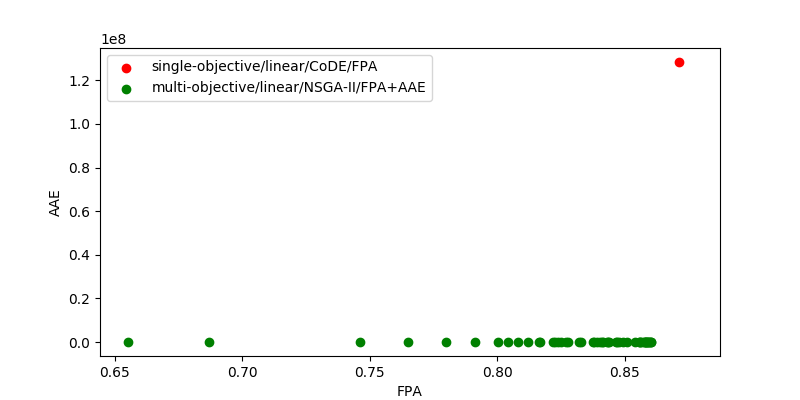 1e8
single-objective/linear/CoDE/FPA
multi-objective/linear/NSGA-II/FPA+AAE
1.2
1.0
0.8
0.6
0.4
0.2
0.0
AAE
0.65 0.70 0.75 0.80 0.85
FPA